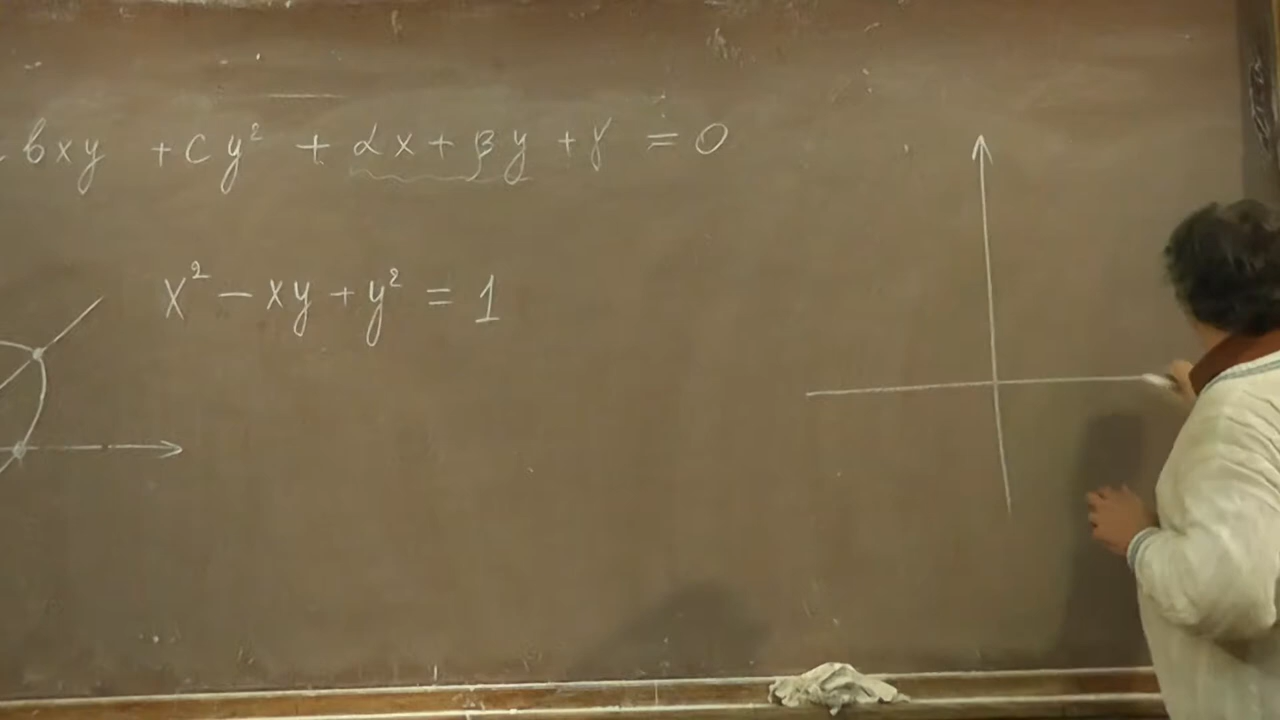 bxy + cy² + αx + βy + γ = 0
x² - xy + y² = 1